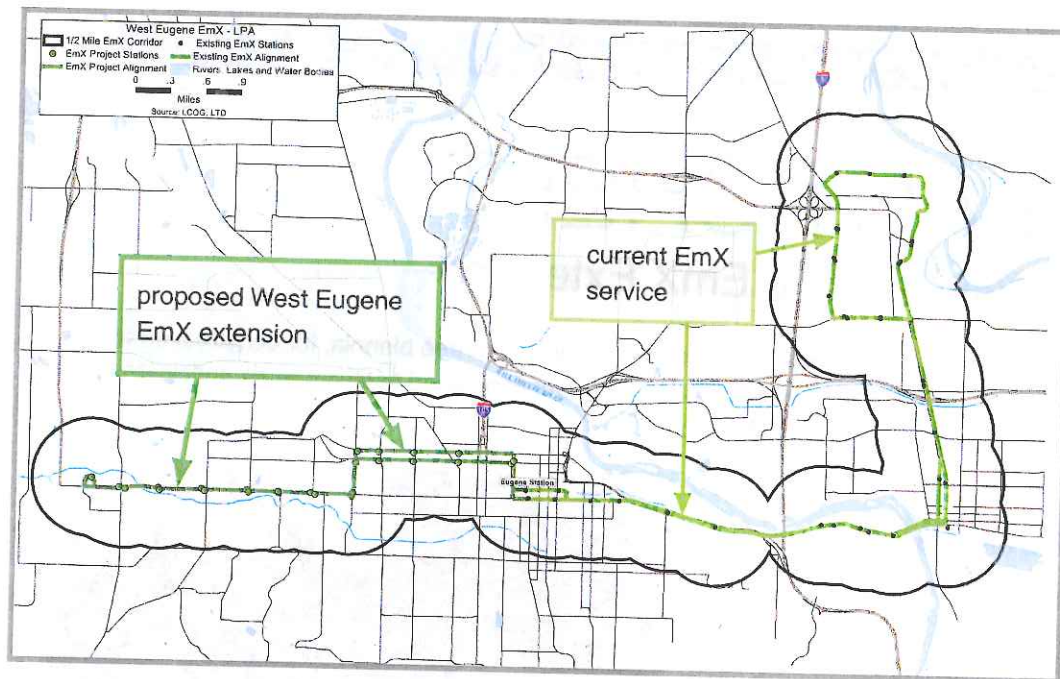 West Eugene EmX - LPA
1/2 Mile EmX Corridor
Existing EmX Stations
EmX Project Stations
Existing EmX Alignment
EmX Project Alignment
Rivers, Lakes and Water Bodies
0 .3 .6 .9
Miles
Source: LCOG, LTD
current EmX
service
proposed West Eugene
EmX extension
105
Eugene Station